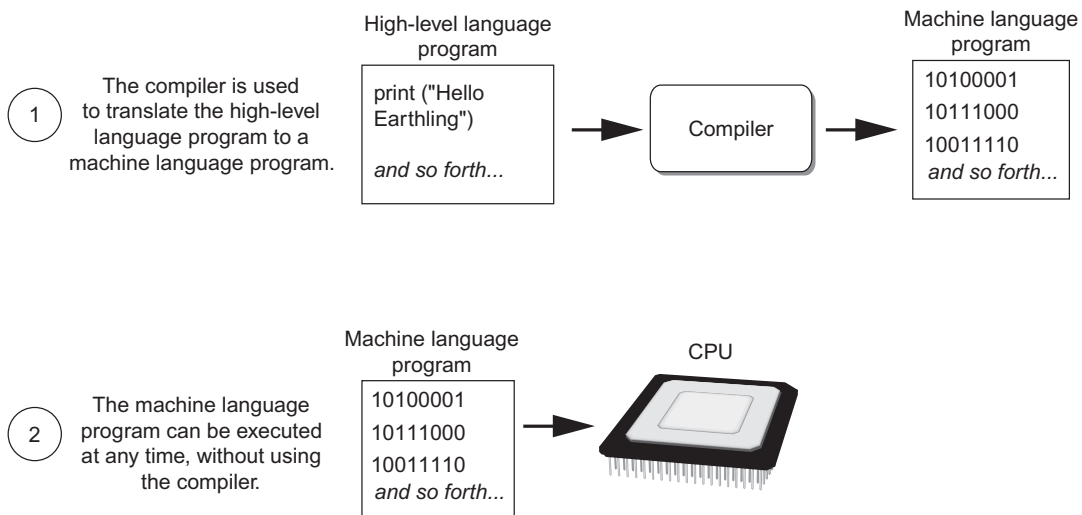 1
The compiler is used
to translate the high-level
language program to a
machine language program.
High-level language
program
print ("Hello
Earthling")
and so forth...
Compiler
Machine language
program
10100001
10111000
10011110
and so forth...
2
The machine language
program can be executed
at any time, without using
the compiler.
Machine language
program
10100001
10111000
10011110
and so forth...
CPU